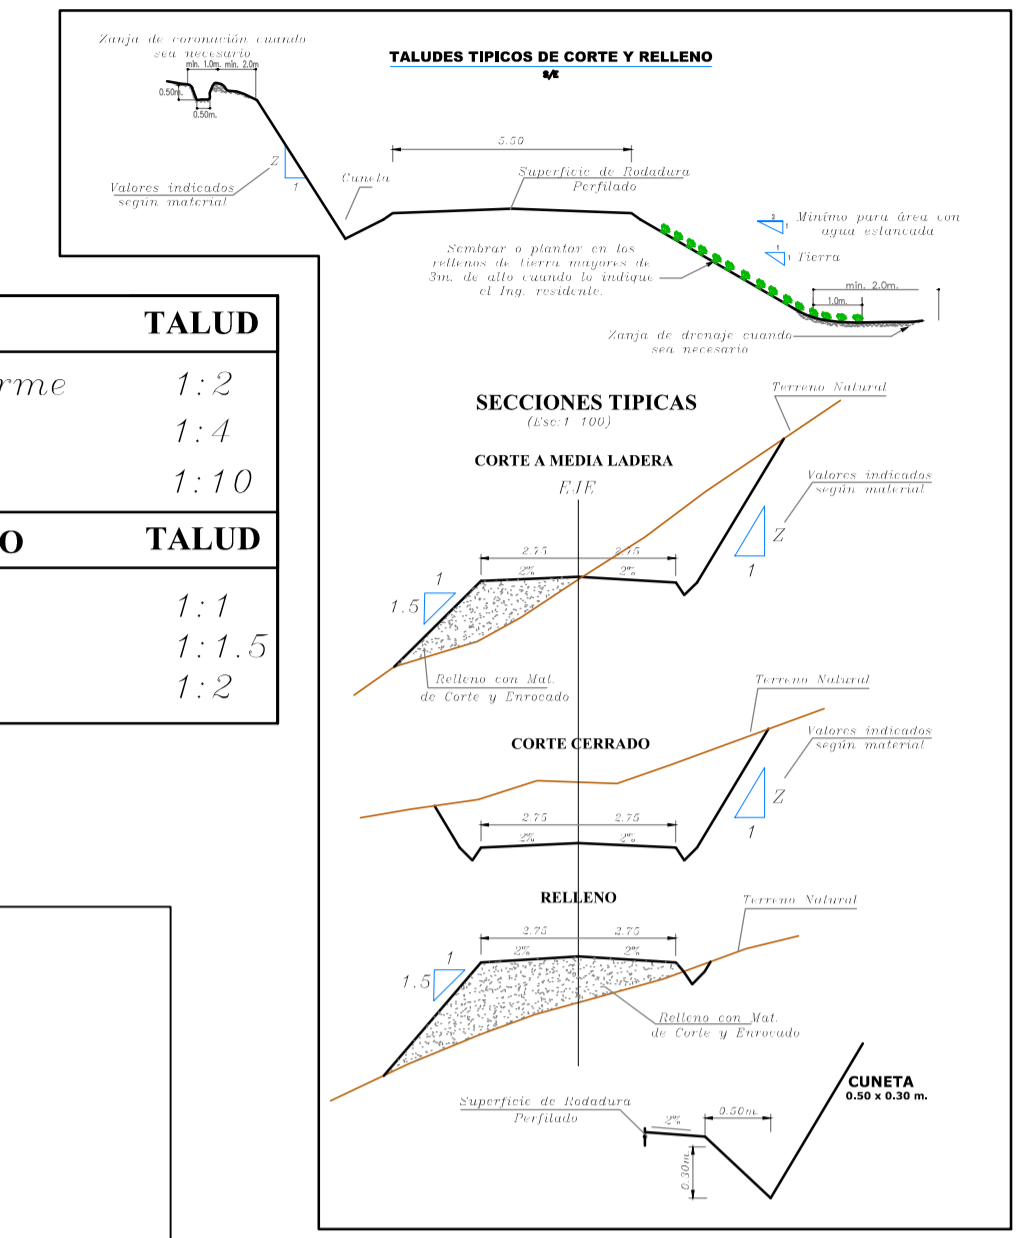 Zanja de coronación cuando
sea necesario
min. 1.0m. min. 2.0m
0.50m.
0.50m.
TALUDES TIPICOS DE CORTE Y RELLENO
S/E
5.50
Z
1
Cuneta
Valores indicados
según material
Superficie de Rodadura
Perfilado
2
1
Minímo para área con
agua estancada
Sembrar o plantar en los
rellenos de tierra mayores de
3m. de alto cuando lo indique
el Ing. residente.
1
1
Tierra
min. 2.0m.
1.0m.
Zanja de drenaje cuando
sea necesario
TALUD
rme 1:2
1:4
1:10
O TALUD
1:1
1:1.5
1:2
SECCIONES TIPICAS
(Esc:1 100)
Terreno Natural
CORTE A MEDIA LADERA
EJE
Valores indicados
según material
Z
1
2.75 2.75
2% 2%
1
1.5
Relleno con Mat.
de Corte y Enrocado
Terreno Natural
CORTE CERRADO
Valores indicados
según material
Z
1
2.75 2.75
2% 2%
RELLENO
Terreno Natural
2.75 2.75
2% 2%
1
1.5
Relleno con Mat.
de Corte y Enrocado
CUNETA
0.50 x 0.30 m.
Superficie de Rodadura
Perfilado
2%
0.50m.
0.30m.